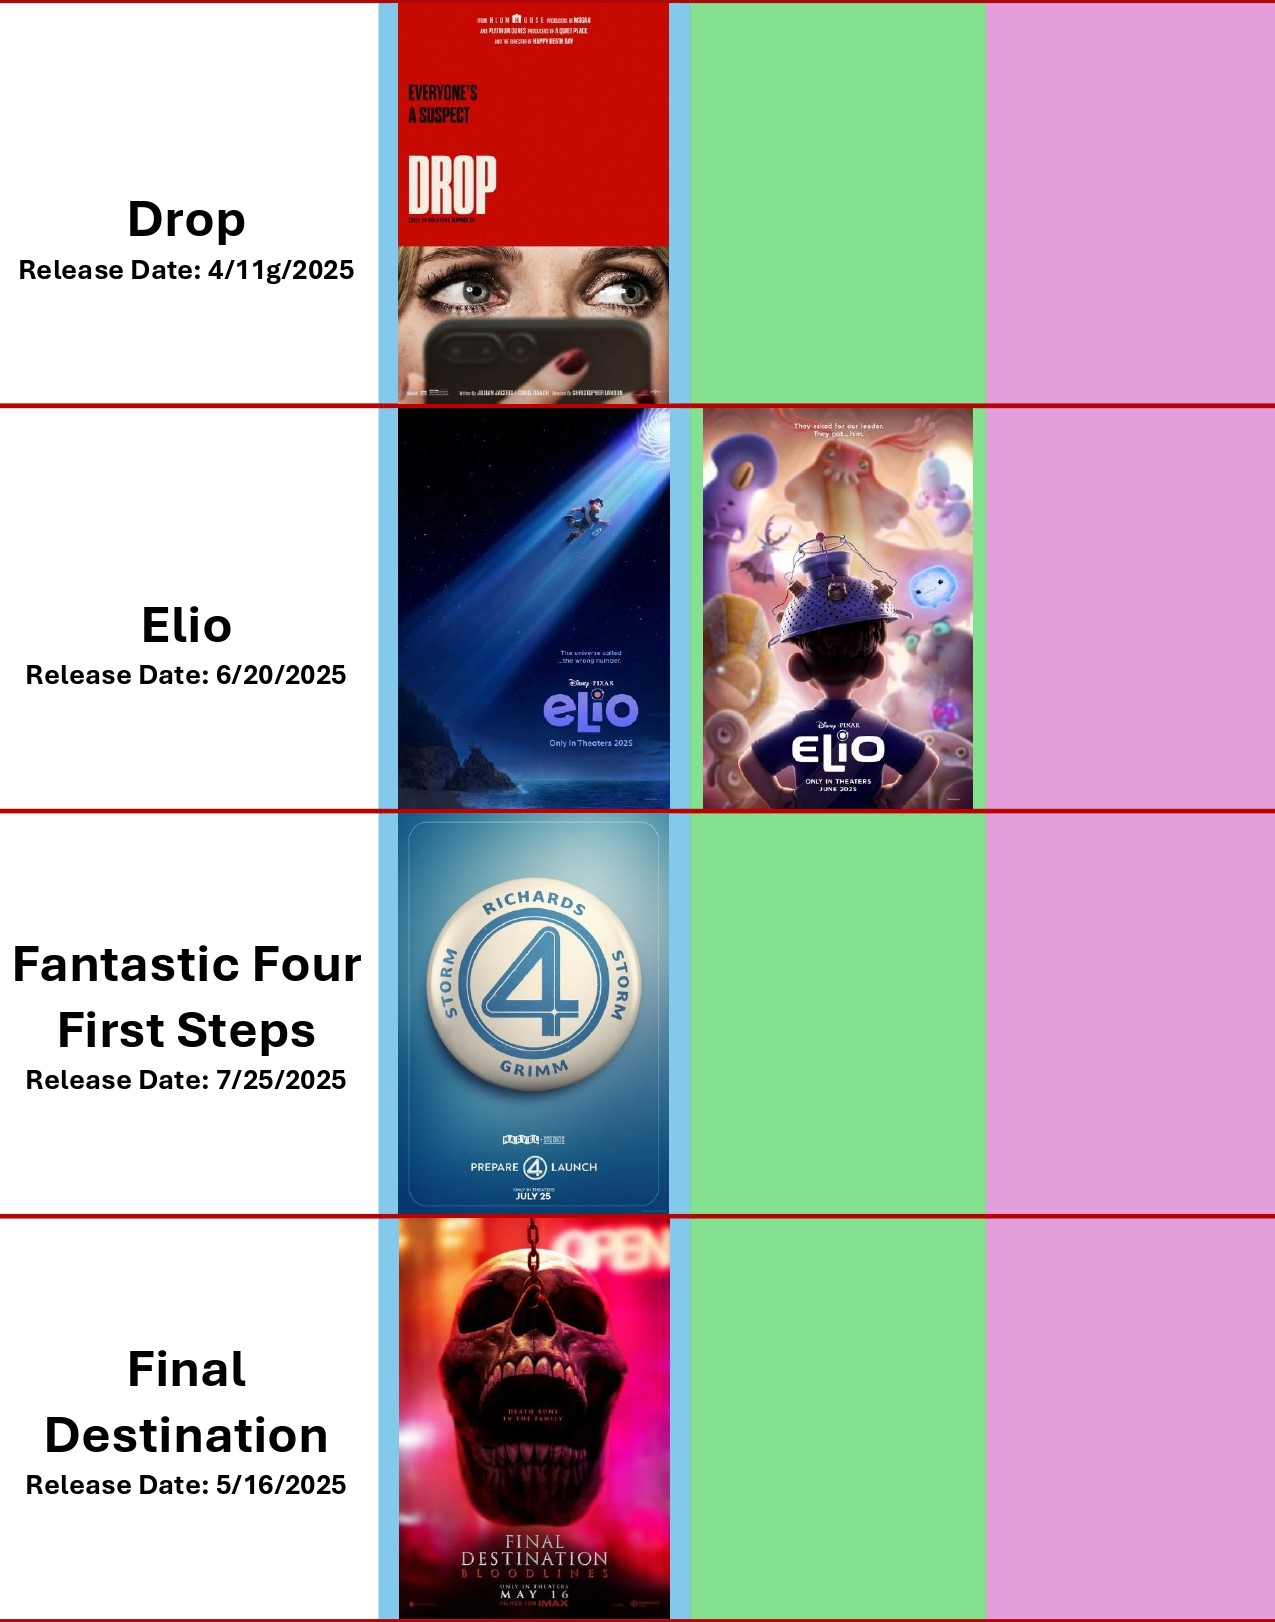 FROM BLUMHOUSE PRODUCERS OF M3GAN
AND PLATINUM DUNES PRODUCERS OF A QUIET PLACE
AND THE DIRECTOR OF HAPPY DEATH DAY
EVERYONE'S
A SUSPECT
DROP
Drop
Release Date: 4/11g/2025
They asked for our leader.
They got...him.
Elio
Release Date: 6/20/2025
The universe called
...the wrong number.
Disney · PIXAR
eLio
Only in Theaters 2025
Disney · PIXAR
ELiO
ONLY IN THEATERS
JUNE 2025
Fantastic Four
First Steps
Release Date: 7/25/2025
RICHARDS
STORM
STORM
4
GRIMM
MARVEL STUDIOS
PREPARE 4 LAUNCH
ONLY IN THEATERS
JULY 25
OPEN
Final
Destination
Release Date: 5/16/2025
DEATH RUNS
IN THE FAMILY
FINAL
DESTINATION
BLOODLINES
ONLY IN THEATERS
MAY 16
FILMED FOR IMAX